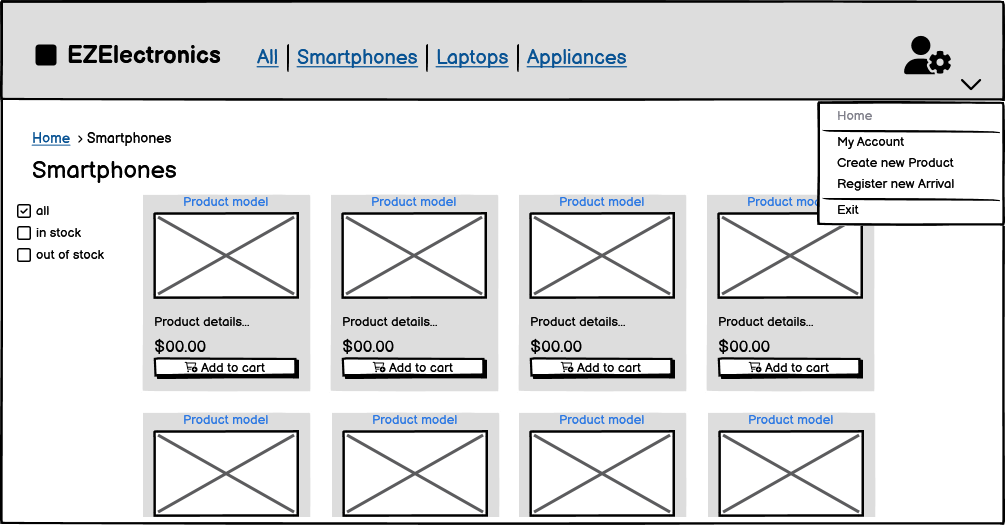 EZElectronics All Smartphones Laptops Appliances
Home
My Account
Create new Product
Register new Arrival
Exit
Home > Smartphones
Smartphones
all
in stock
out of stock
Product model Product model Product model Product mo
Product details... Product details... Product details... Product details...
$00.00 $00.00 $00.00 $00.00
Add to cart Add to cart Add to cart Add to cart
Product model Product model Product model Product model